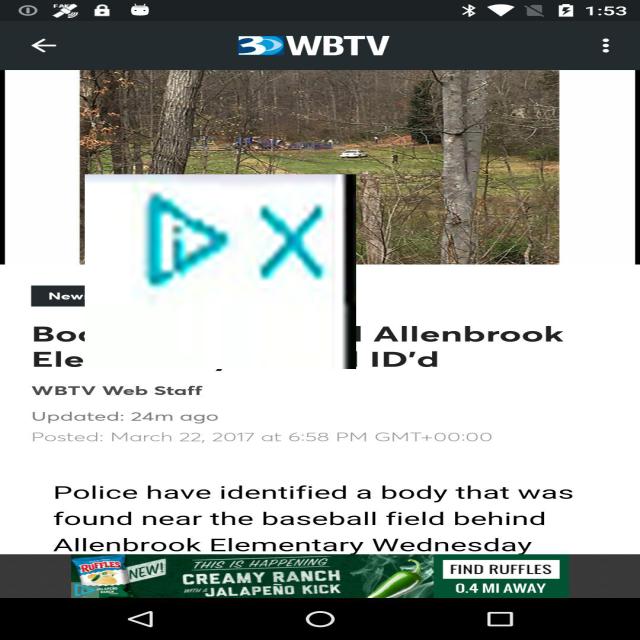 1:53
3 WBTV
New
Allenbrook
Ele ID'd
WBTV Web Staff
Updated: 24m ago
Posted: March 22, 2017 at 6:58 PM GMT+00:00
Police have identified a body that was
found near the baseball field behind
Allenbrook Elementary Wednesday
RUFFLES
NEW!
THIS IS HAPPENING
CREAMY RANCH
WITH A JALAPEÑO KICK
FIND RUFFLES
0.4 MI AWAY